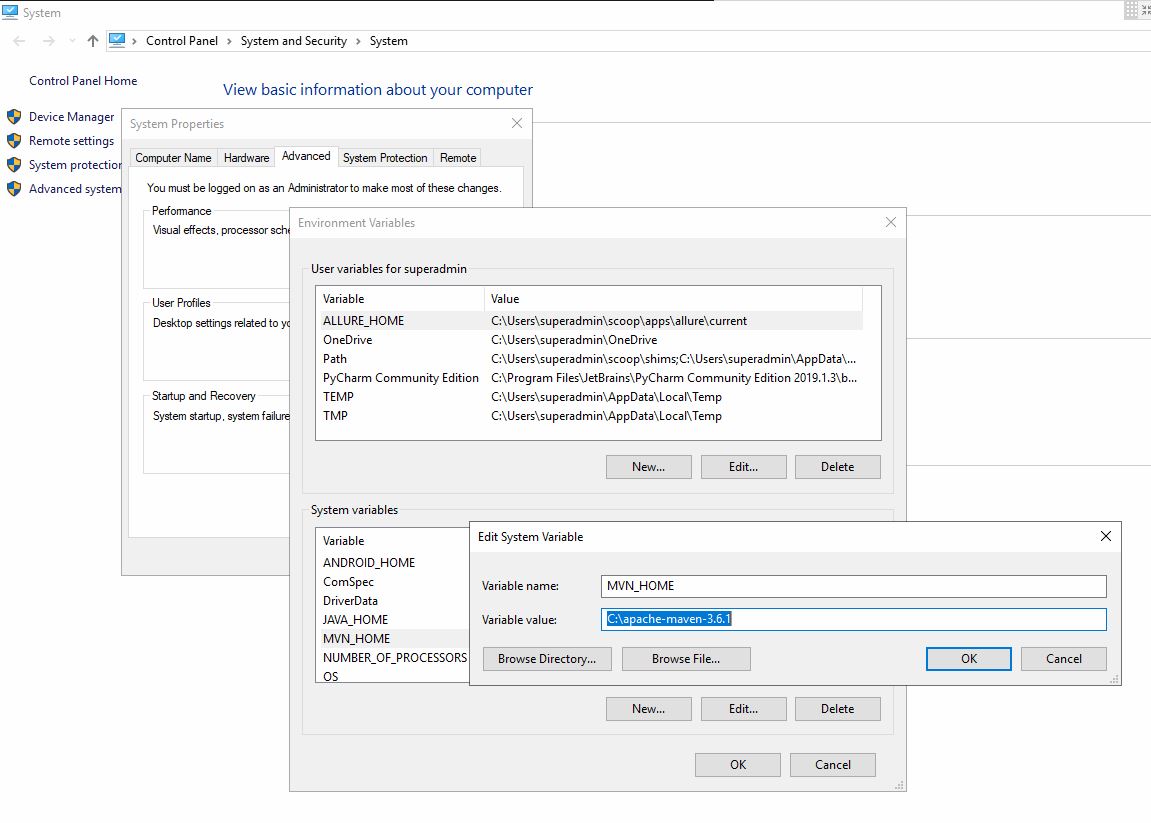 System
Control Panel > System and Security > System
Control Panel Home
View basic information about your computer
Device Manager
Remote settings
System protection
Advanced system
System Properties
Computer Name Hardware Advanced System Protection Remote
You must be logged on as an Administrator to make most of these changes.
Performance
Visual effects, processor sche
User Profiles
Desktop settings related to yo
Startup and Recovery
System startup, system failure
Environment Variables
User variables for superadmin
Variable Value
ALLURE_HOME C:\Users\superadmin\scoop\apps\allure\current
OneDrive C:\Users\superadmin\OneDrive
Path C:\Users\superadmin\scoop\shims;C:\Users\superadmin\AppData\...
PyCharm Community Edition C:\Program Files\JetBrains\PyCharm Community Edition 2019.1.3\b...
TEMP C:\Users\superadmin\AppData\Local\Temp
TMP C:\Users\superadmin\AppData\Local\Temp
New... Edit... Delete
System variables
Variable
ANDROID_HOME
ComSpec
DriverData
JAVA_HOME
MVN_HOME
NUMBER_OF_PROCESSORS
OS
Edit System Variable
Variable name: MVN_HOME
Variable value: C:\apache-maven-3.6.1
Browse Directory... Browse File... OK Cancel
New... Edit... Delete
OK Cancel